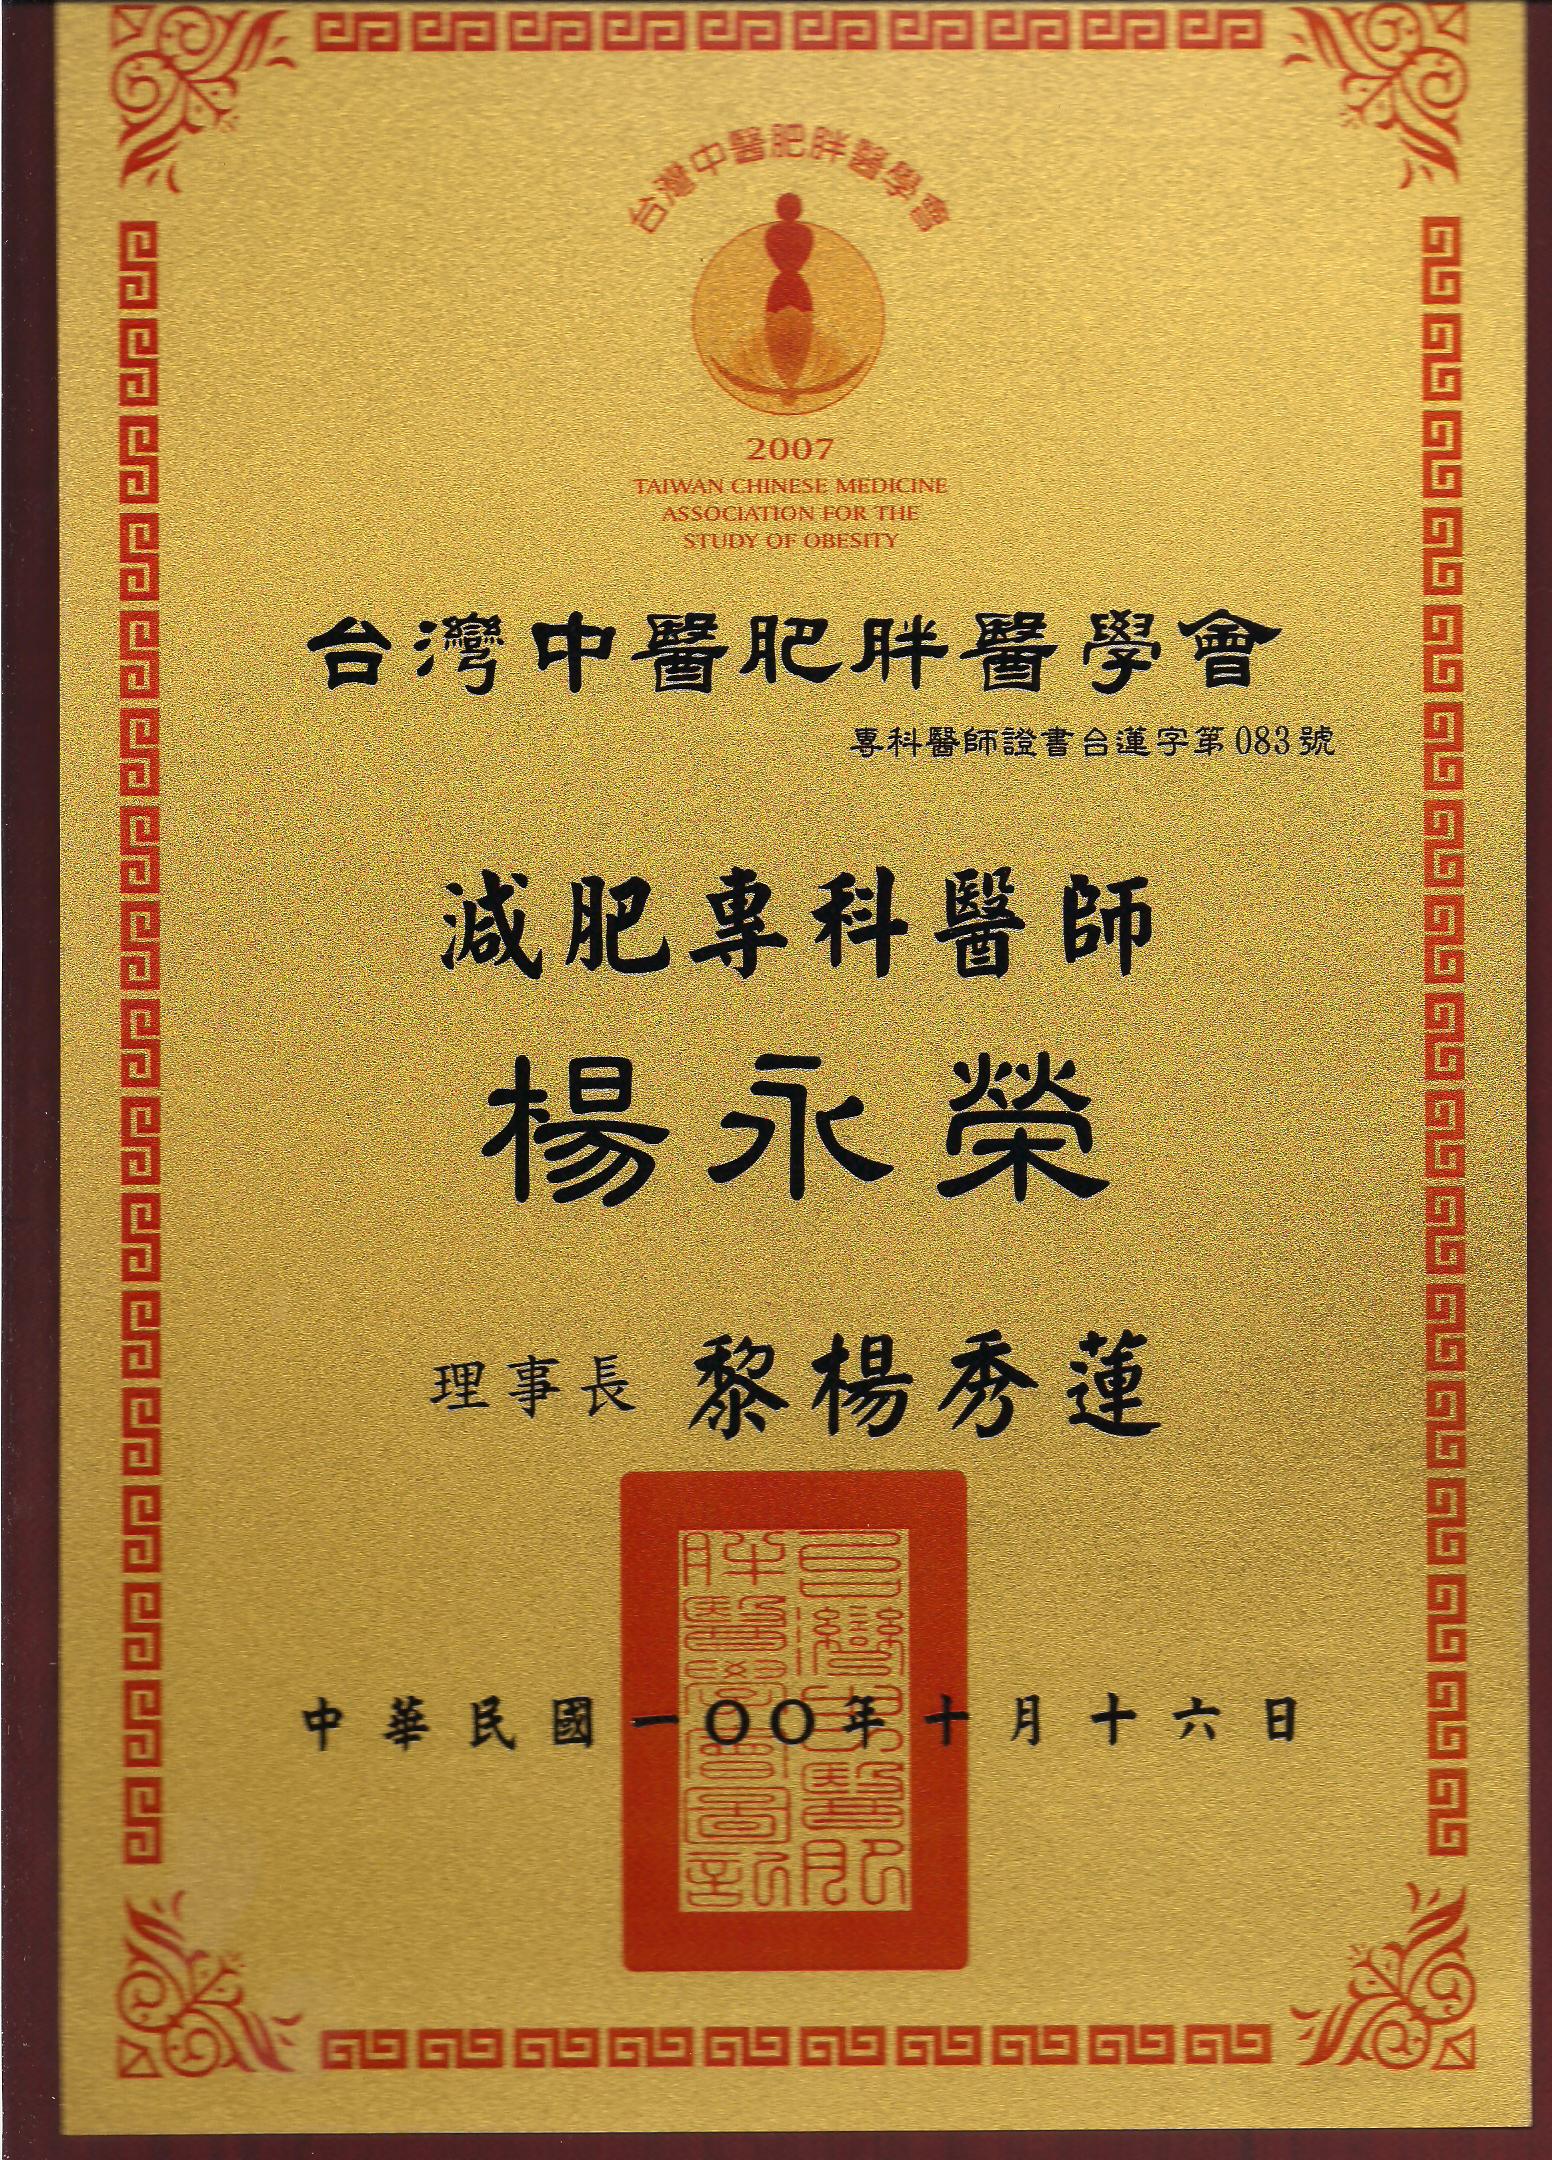 台灣中醫肥胖醫學會
2007
TAIWAN CHINESE MEDICINE
ASSOCIATION FOR THE
STUDY OF OBESITY
台灣中醫肥胖醫學會
專科醫師證書台蓮字第083號
減肥專科醫師
楊永榮
理事長 黎楊秀蓮
中華民國一〇〇年十月十六日